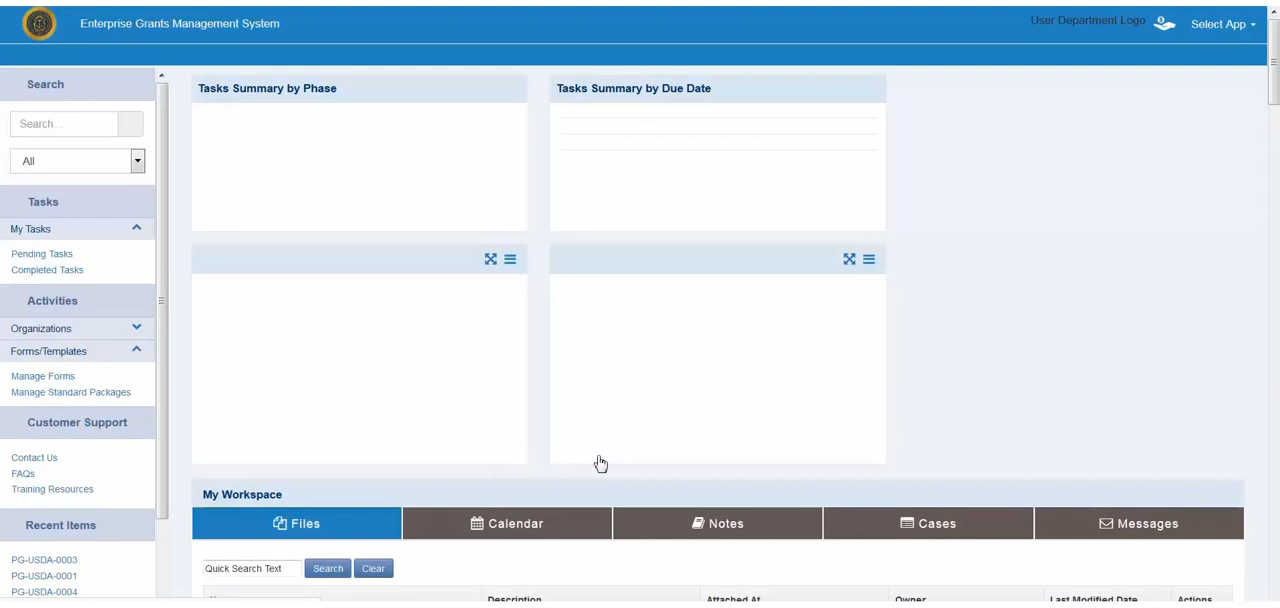 Enterprise Grants Management System
User Department Logo
Select App
Search
Search...
All
Tasks
My Tasks
Pending Tasks
Completed Tasks
Activities
Organizations
Forms/Templates
Manage Forms
Manage Standard Packages
Customer Support
Contact Us
FAQs
Training Resources
Recent Items
PG-USDA-0003
PG-USDA-0001
PG-USDA-0004
Tasks Summary by Phase
Tasks Summary by Due Date
My Workspace
Files
Calendar
Notes
Cases
Messages
Quick Search Text
Search
Clear
Description
Attached At
Owner
Last Modified Date
Actions